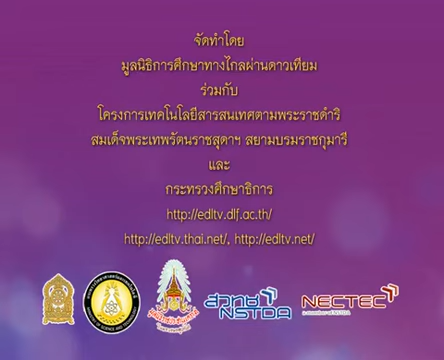 จัดทำโดย
มูลนิธิการศึกษาทางไกลผ่านดาวเทียม
ร่วมกับ
โครงการเทคโนโลยีสารสนเทศตามพระราชดำริ
สมเด็จพระเทพรัตนราชสุดาฯ สยามบรมราชกุมารี
และ
กระทรวงศึกษาธิการ
http://edltv.dlf.ac.th/
http://edltv.thai.net/, http://edltv.net/
สวทช
NSTDA
NECTEC